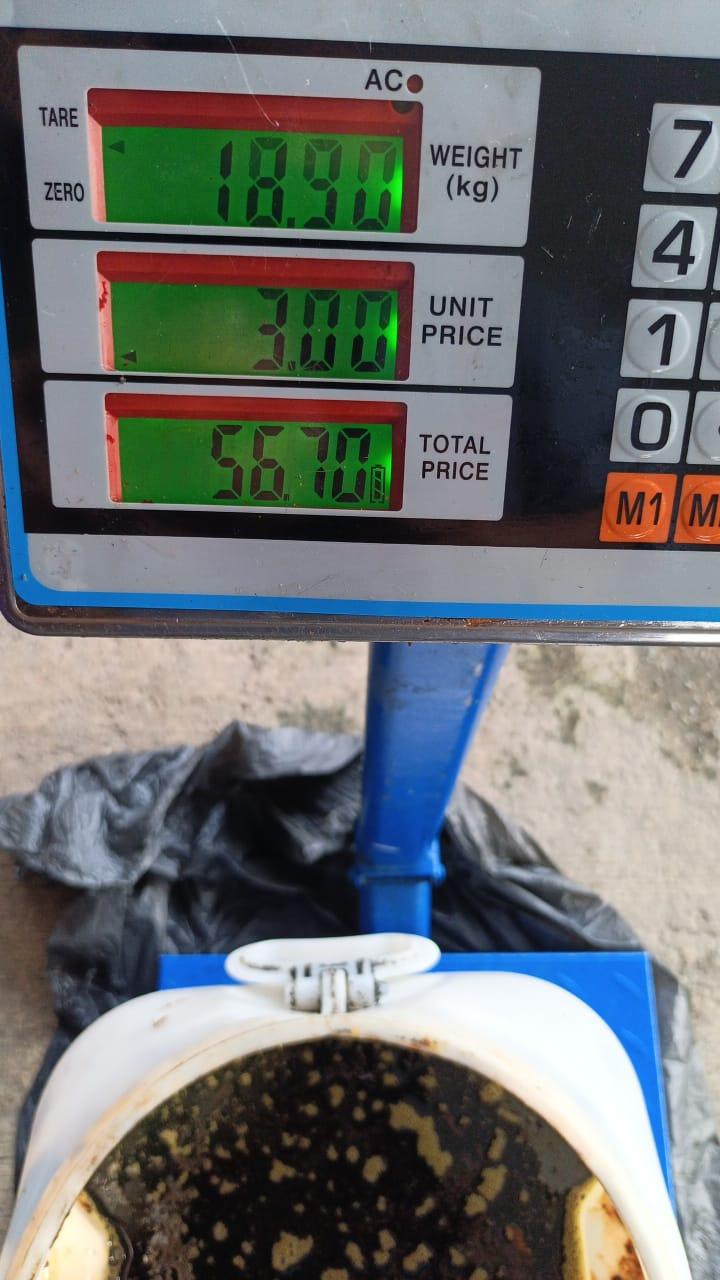 AC
TARE
ZERO
18.90
WEIGHT
(kg)
3.00
UNIT
PRICE
56.70
TOTAL
PRICE
7
4
1
0
M1
M